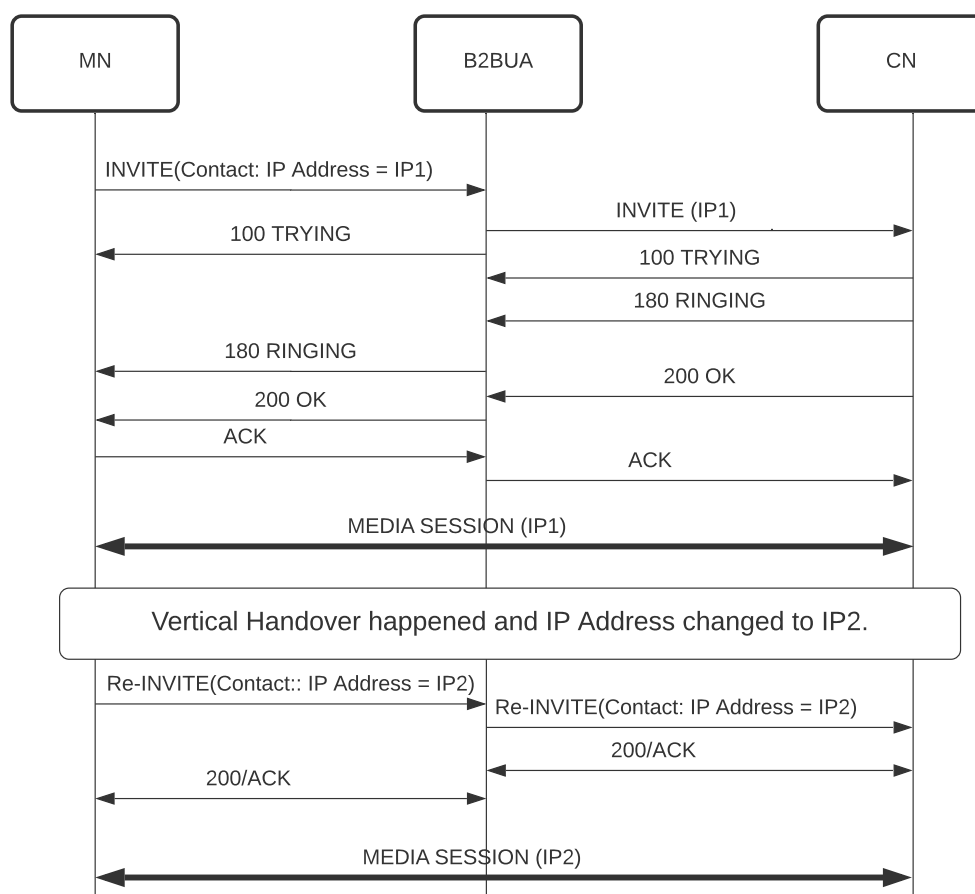 MN
B2BUA
CN
INVITE(Contact: IP Address = IP1)
INVITE (IP1)
100 TRYING
100 TRYING
180 RINGING
180 RINGING
200 OK
200 OK
ACK
ACK
MEDIA SESSION (IP1)
Vertical Handover happened and IP Address changed to IP2.
Re-INVITE(Contact:: IP Address = IP2)
Re-INVITE(Contact: IP Address = IP2)
200/ACK
200/ACK
MEDIA SESSION (IP2)